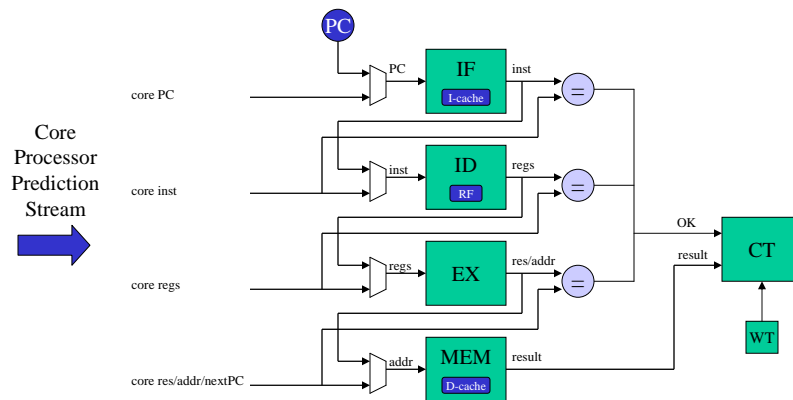 PC
PC
IF
inst
I-cache
=
core PC
Core
Processor
Prediction
Stream
inst
ID
regs
RF
=
core inst
OK
result
CT
regs
EX
res/addr
=
core regs
WT
addr
MEM
result
D-cache
core res/addr/nextPC